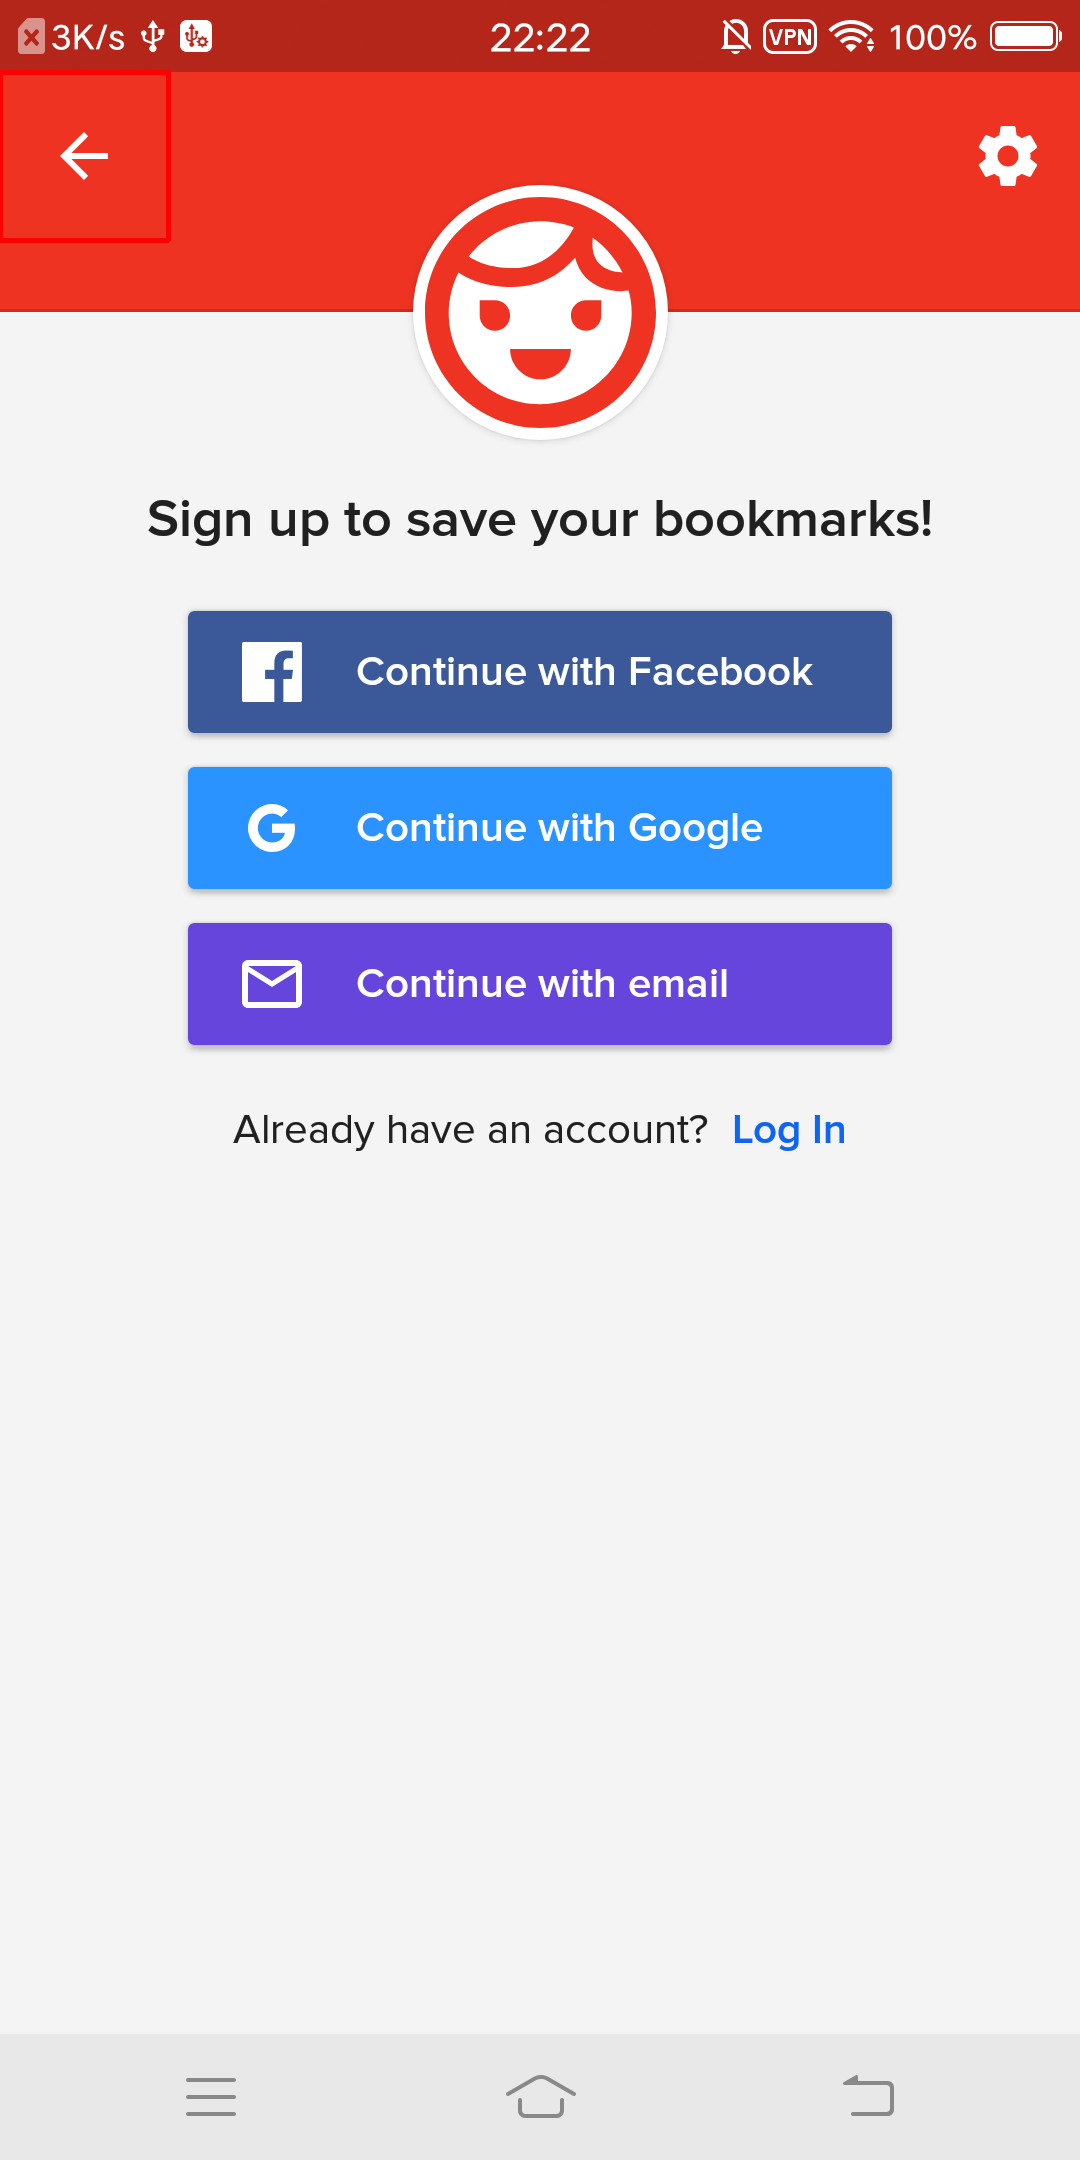 3K/s 22:22 VPN 100%
Sign up to save your bookmarks!
Continue with Facebook
Continue with Google
Continue with email
Already have an account? Log In